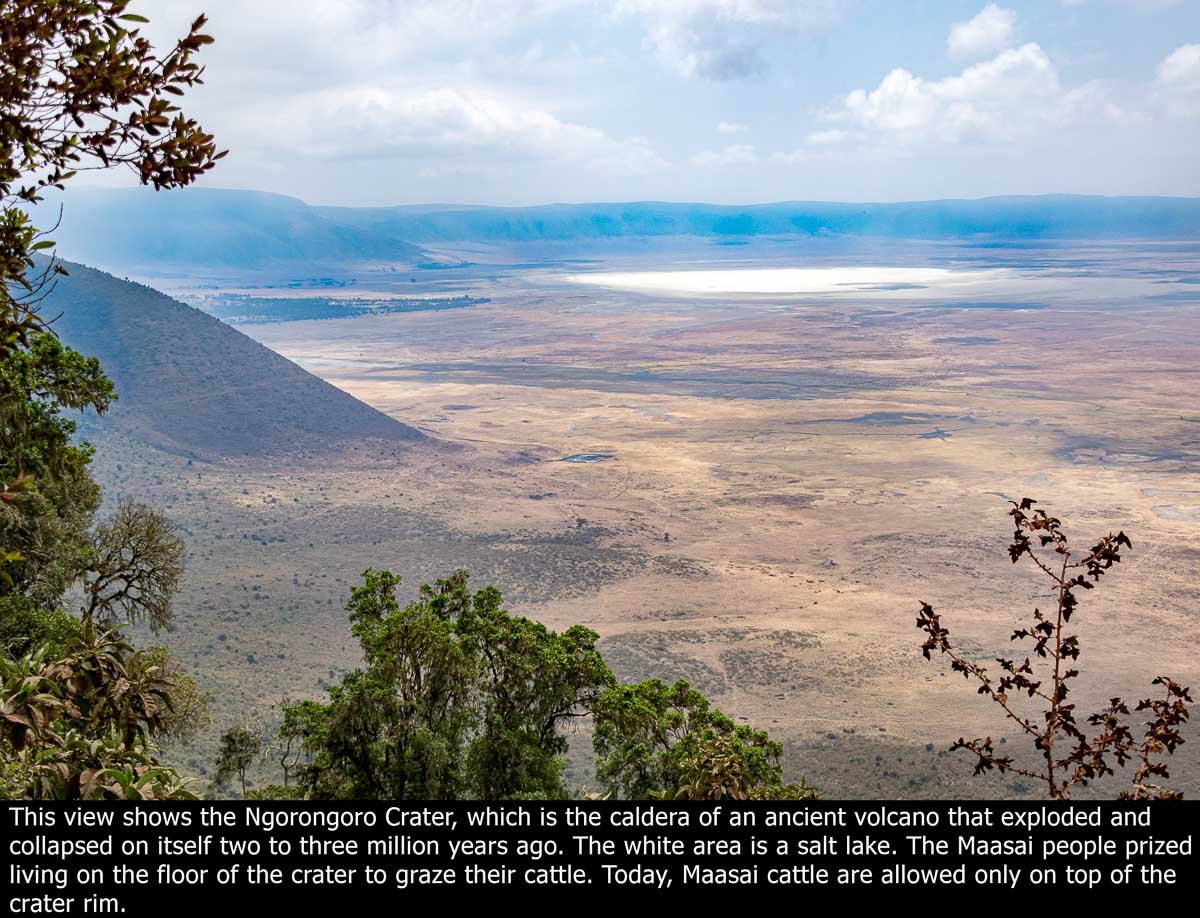 This view shows the Ngorongoro Crater, which is the caldera of an ancient volcano that exploded and
collapsed on itself two to three million years ago. The white area is a salt lake. The Maasai people prized
living on the floor of the crater to graze their cattle. Today, Maasai cattle are allowed only on top of the
crater rim.